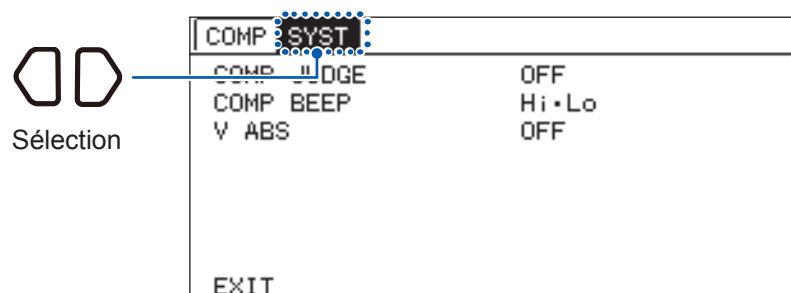 COMP SYST
COMP JUDGE OFF
COMP BEEP Hi・Lo
V ABS OFF
EXIT
Sélection